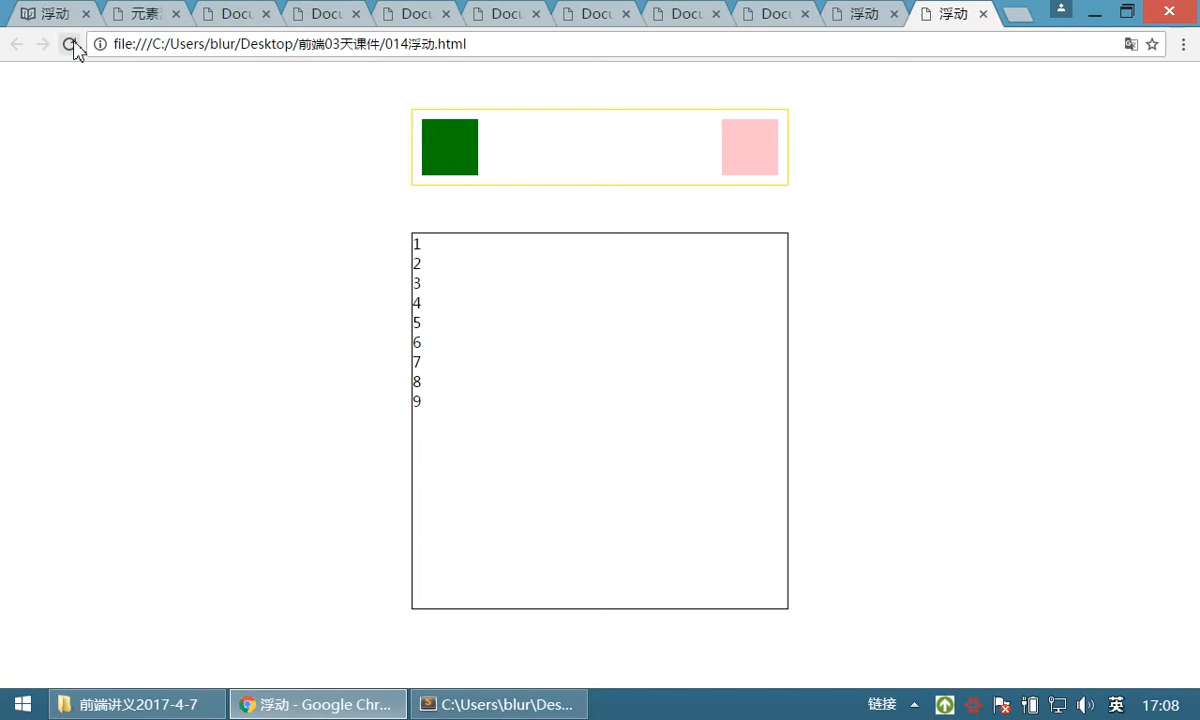 浮动
元素
Docu
Docu
Docu
Docu
Docu
Docu
Docu
浮动
浮动
file:///C:/Users/blur/Desktop/前端03天课件/014浮动.html
1
2
3
4
5
6
7
8
9
前端讲义2017-4-7
浮动 - Google Chr...
C:\Users\blur\Des...
链接
英
17:08